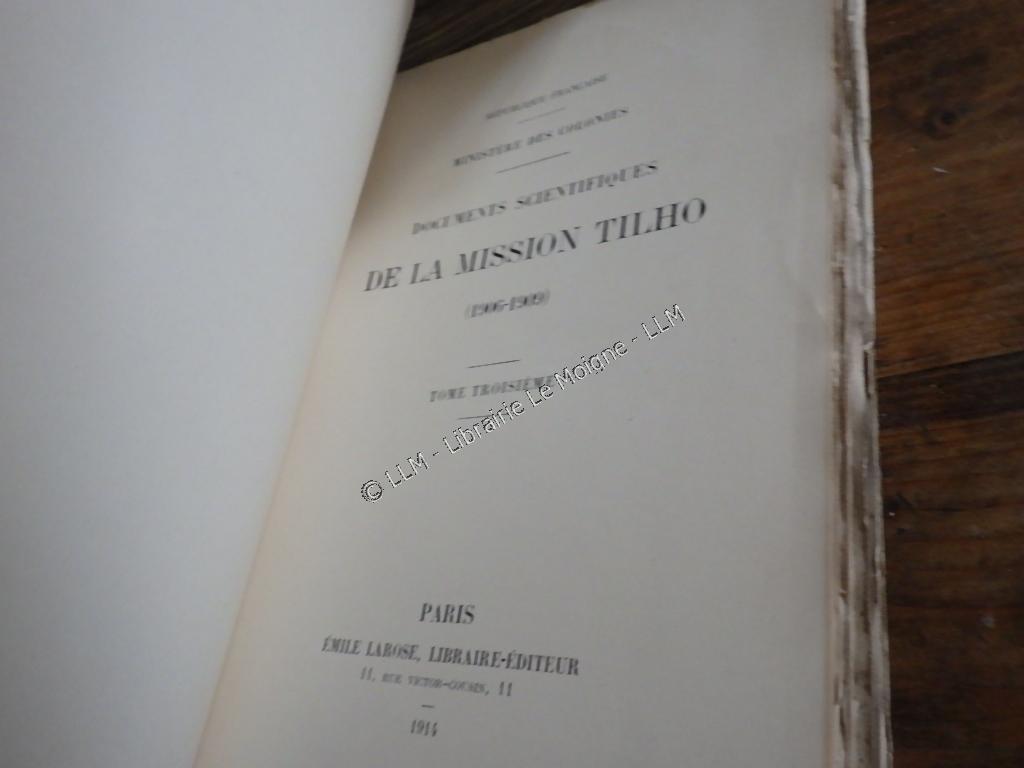 RÉPUBLIQUE FRANÇAISE
MINISTÈRE DES COLONIES
DOCUMENTS SCIENTIFIQUES
DE LA MISSION TILHO
(1906-1909)
TOME TROISIÈME
© LLM - Librairie Le Moigne - LLM
PARIS
ÉMILE LAROSE, LIBRAIRE-ÉDITEUR
11, RUE VICTOR-COUSIN, 11
1914